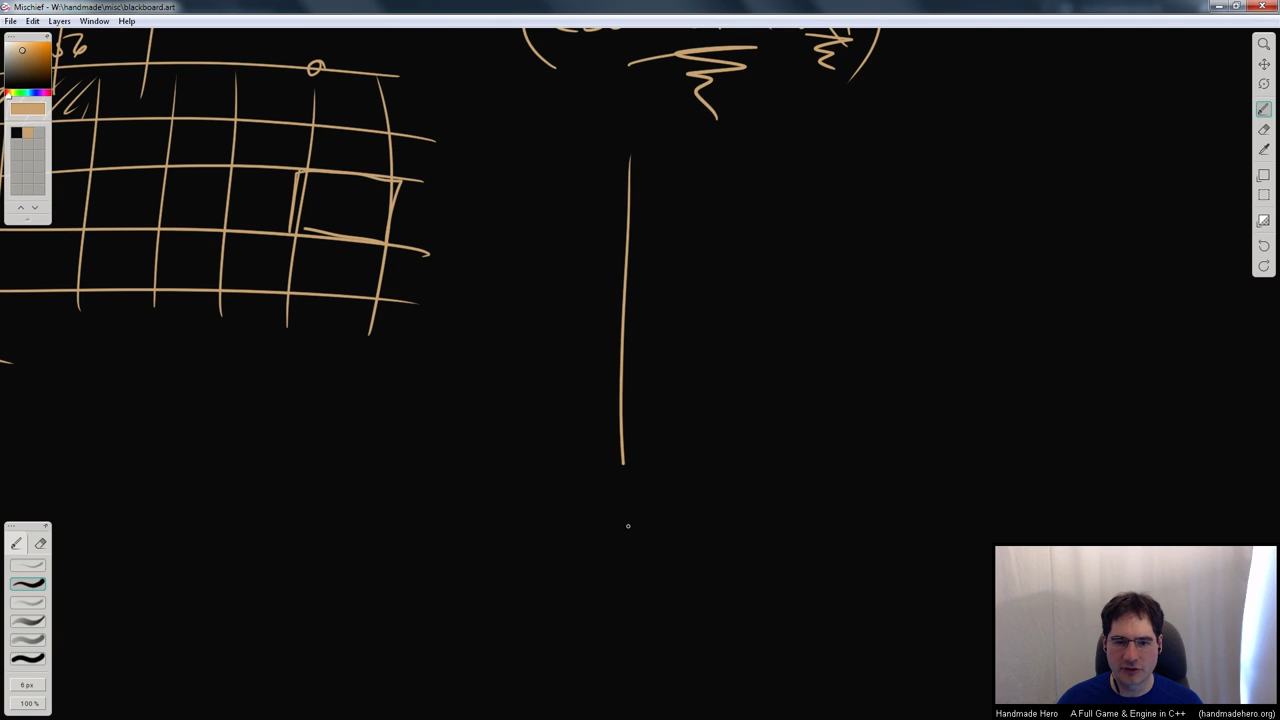 Mischief - W:\handmade\misc\blackboard.art
File Edit Layers Window Help
56
6 px
100 %
Handmade Hero A Full Game & Engine in C++ (handmadehero.org)